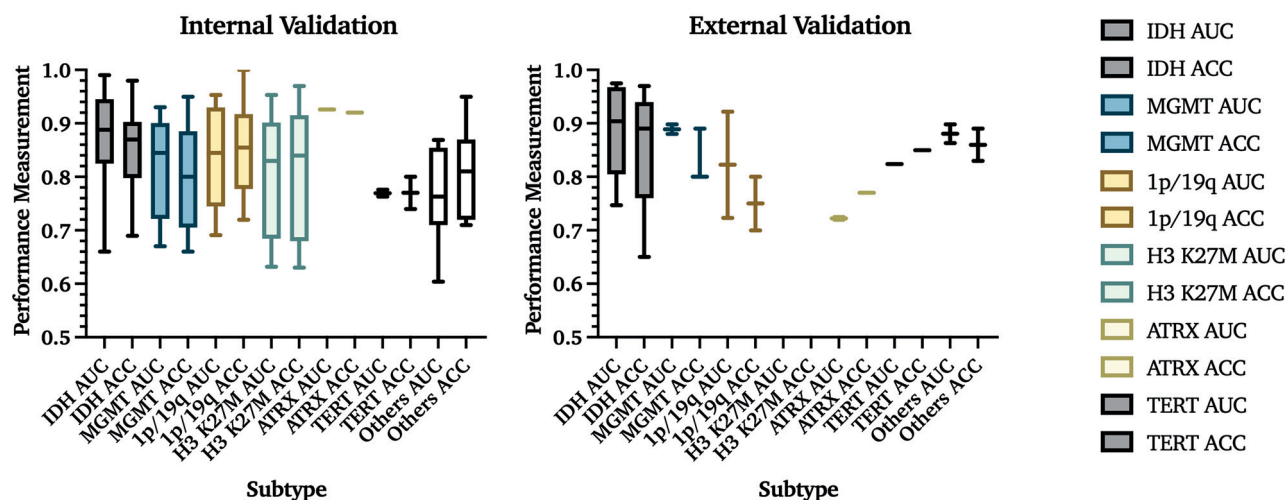 Internal Validation
Performance Measurement
1.0
0.9
0.8
0.7
0.6
0.5
IDH AUC
IDH ACC
MGMT AUC
MGMT ACC
1p/19q AUC
1p/19q ACC
H3 K27M AUC
H3 K27M ACC
ATRX AUC
ATRX ACC
TERT AUC
TERT ACC
Others AUC
Others ACC
Subtype
External Validation
Performance Measurement
1.0
0.9
0.8
0.7
0.6
0.5
IDH AUC
IDH ACC
MGMT AUC
MGMT ACC
1p/19q AUC
1p/19q ACC
H3 K27M AUC
H3 K27M ACC
ATRX AUC
ATRX ACC
TERT AUC
TERT ACC
Others AUC
Others ACC
Subtype
IDH AUC
IDH ACC
MGMT AUC
MGMT ACC
1p/19q AUC
1p/19q ACC
H3 K27M AUC
H3 K27M ACC
ATRX AUC
ATRX ACC
TERT AUC
TERT ACC